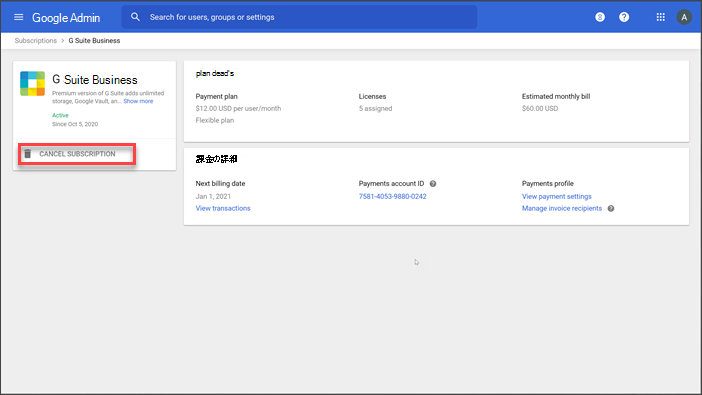 Google Admin
Search for users, groups or settings
A
Subscriptions > G Suite Business
G Suite Business
Premium version of G Suite adds unlimited
storage, Google Vault, an... Show more
Active
Since Oct 5, 2020
CANCEL SUBSCRIPTION
plan dead's
Payment plan
$12.00 USD per user/month
Flexible plan
Licenses
5 assigned
Estimated monthly bill
$60.00 USD
課金の詳細
Next billing date
Jan 1, 2021
View transactions
Payments account ID ?
7581-4053-9880-0242
Payments profile
View payment settings
Manage invoice recipients ?